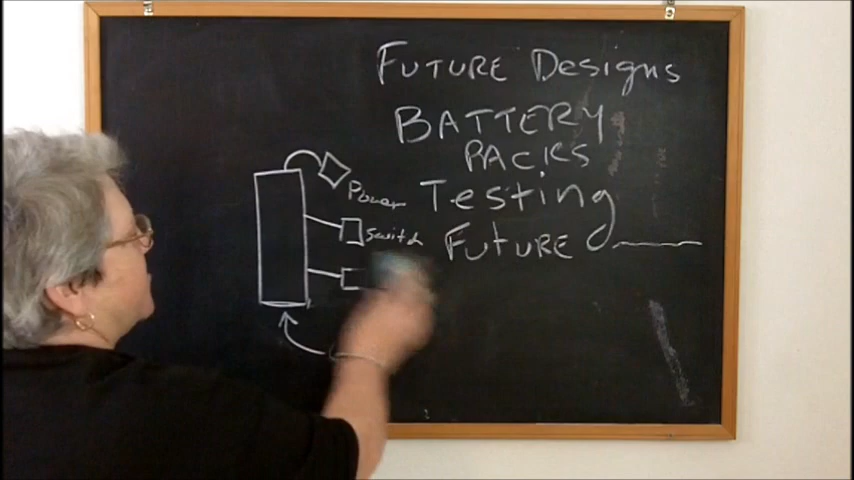 Future Designs
BATTERY
PACKS
Testing
Future
Power
Switch